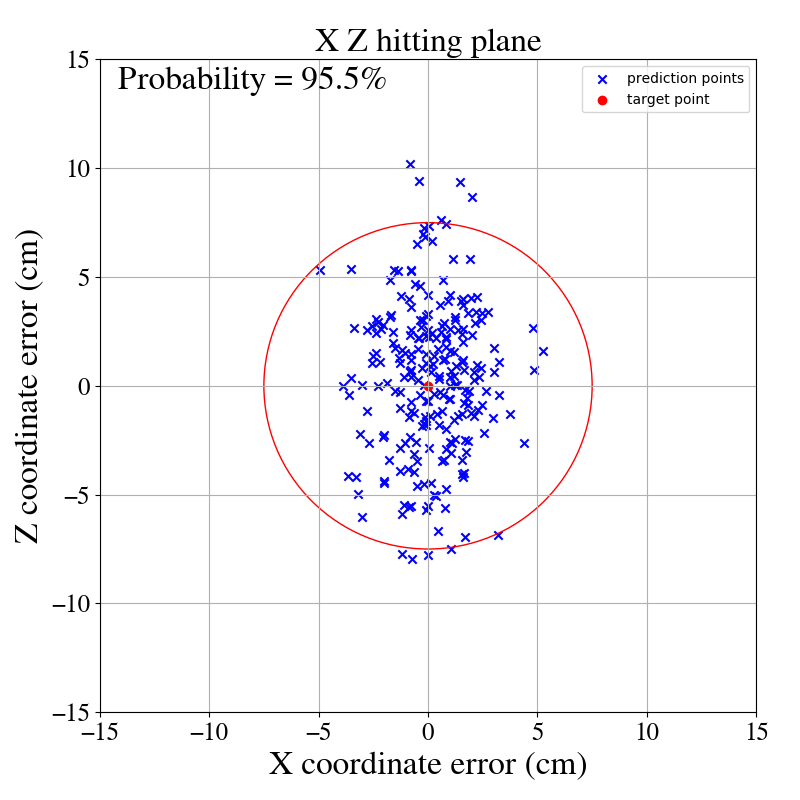 X Z hitting plane
Probability = 95.5%
prediction points
target point
Z coordinate error (cm)
15
10
5
0
−5
−10
−15
−15
−10
−5
0
5
10
15
X coordinate error (cm)